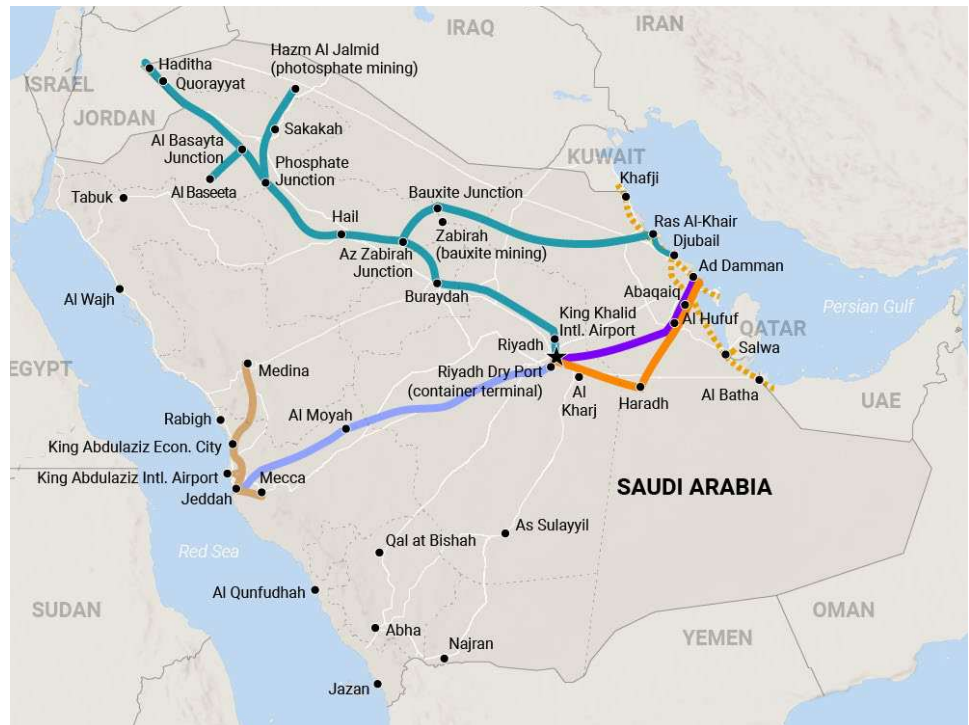 IRAQ
IRAN
Hazm Al Jalmid
(photosphate mining)
Haditha
Quorayyat
ISRAEL
JORDAN
Sakakah
Al Basayta
Junction
KUWAIT
Phosphate
Junction
Khafji
Al Baseeta
Tabuk
Bauxite Junction
Hail
Ras Al-Khair
Djubail
Zabirah
(bauxite mining)
Az Zabirah
Junction
Ad Damman
Abaqaiq
Al Wajh
Buraydah
King Khalid
Intl. Airport
Persian Gulf
Al Hufuf
QATAR
Riyadh
Salwa
EGYPT
Medina
Riyadh Dry Port
(container terminal)
Al
Kharj
Haradh
Al Batha
UAE
Rabigh
Al Moyah
King Abdulaziz Econ. City
King Abdulaziz Intl. Airport
Mecca
Jeddah
SAUDI ARABIA
As Sulayyil
Qal at Bishah
Red Sea
Al Qunfudhah
SUDAN
OMAN
Abha
Najran
YEMEN
Jazan